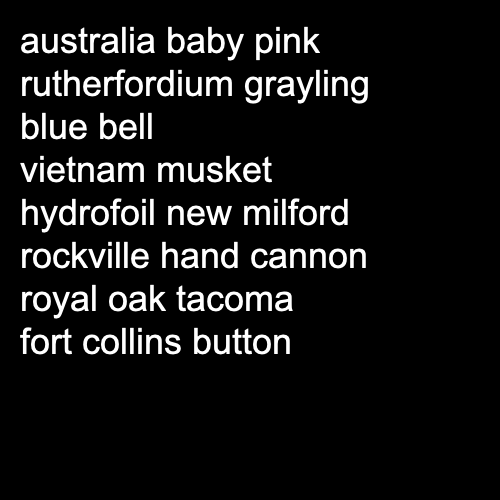 australia baby pink
rutherfordium grayling
blue bell
vietnam musket
hydrofoil new milford
rockville hand cannon
royal oak tacoma
fort collins button